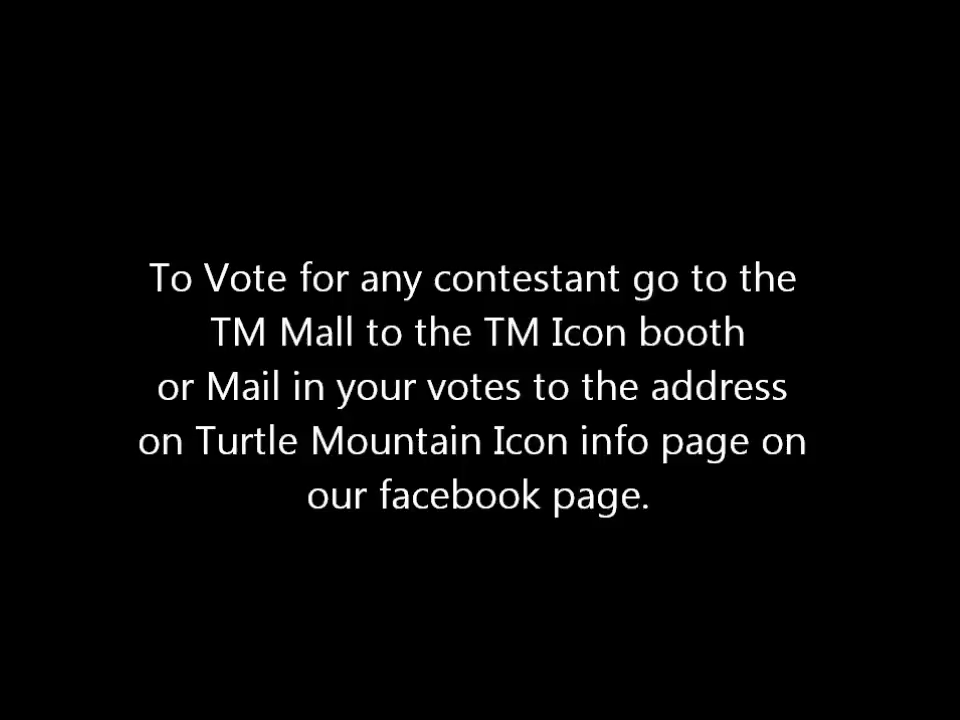 To Vote for any contestant go to the
TM Mall to the TM Icon booth
or Mail in your votes to the address
on Turtle Mountain Icon info page on
our facebook page.